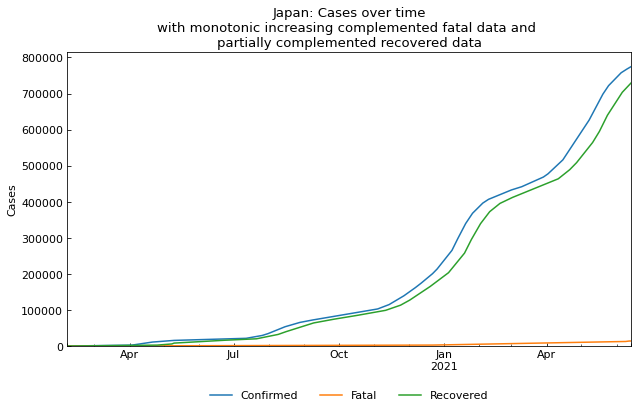 Japan: Cases over time
with monotonic increasing complemented fatal data and
partially complemented recovered data
800000
700000
600000
500000
400000
300000
200000
100000
0
Cases
Apr Jul Oct Jan Apr
2021
Confirmed Fatal Recovered